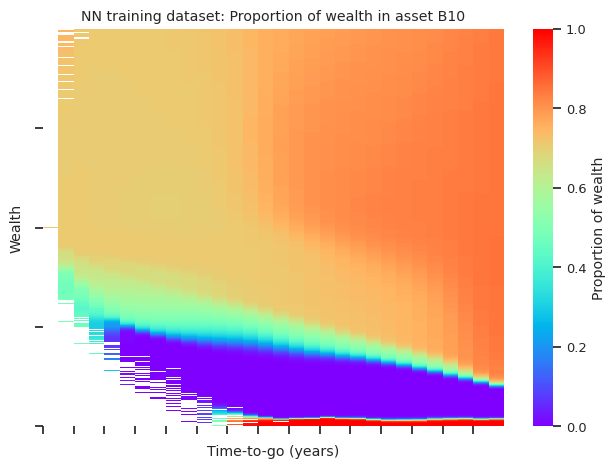 NN training dataset: Proportion of wealth in asset B10
Wealth
Time-to-go (years)
1.0
0.8
0.6
0.4
0.2
0.0
Proportion of wealth